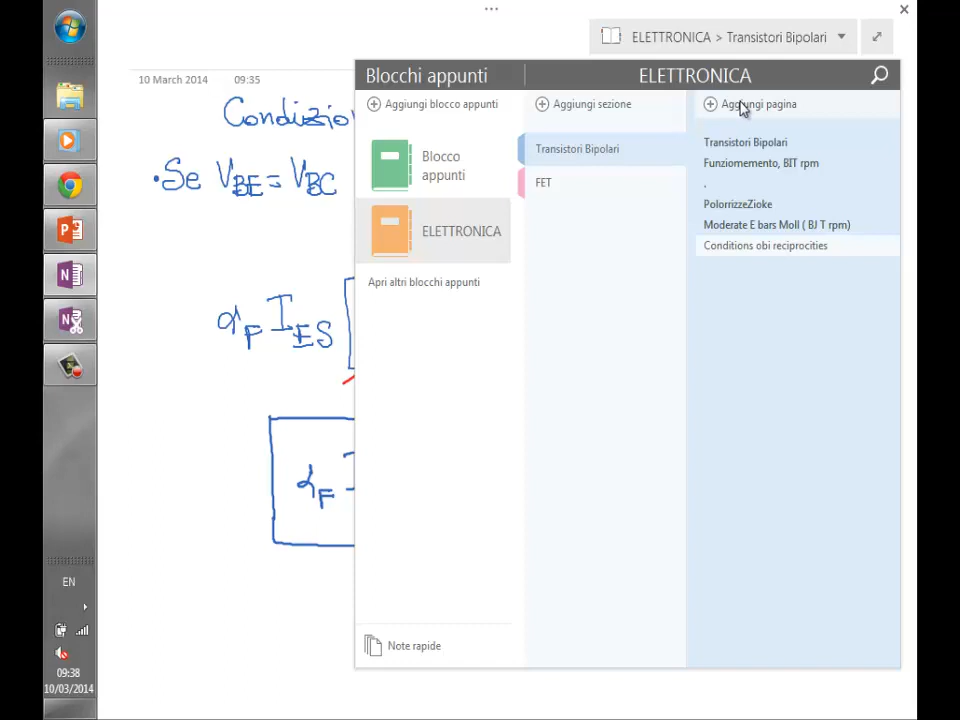 ELETTRONICA > Transistori Bipolari
10 March 2014 09:35
Blocchi appunti
ELETTRONICA
Aggiungi blocco appunti
Aggiungi sezione
Aggiungi pagina
Blocco
appunti
ELETTRONICA
Apri altri blocchi appunti
Transistori Bipolari
FET
Transistori Bipolari
Funziomemento, BIT rpm)
.
PolorrizzeZioke
Moderate E bars Moll ( BJ T rpm)
Conditions obi reciprocities
Note rapide
Condizion
•Se VBE = VBC
αF IES
αF
EN
09:38
10/03/2014